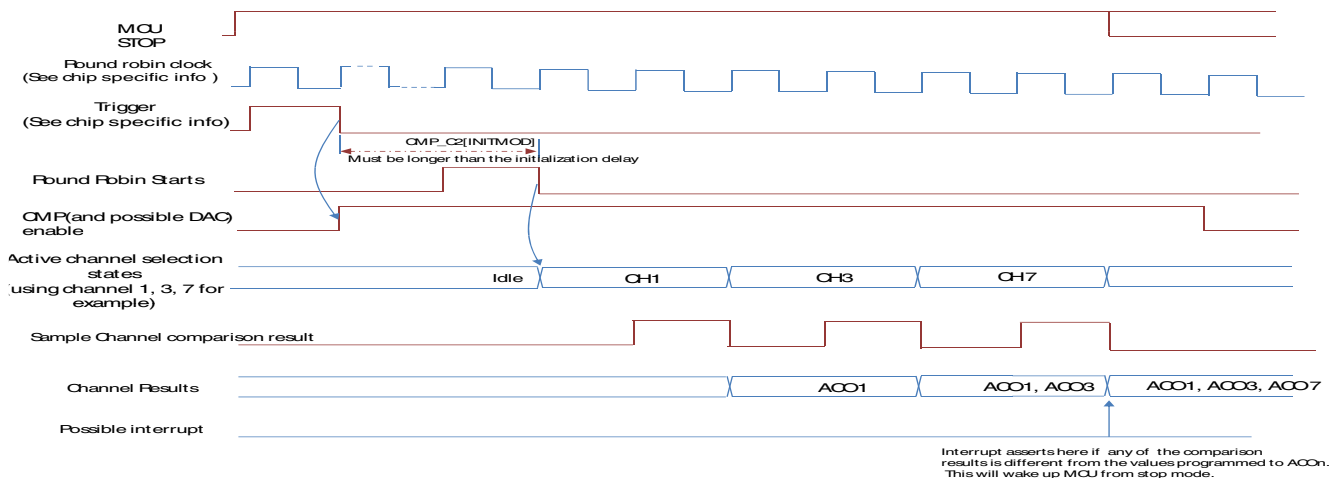 MCU
STOP
Round robin clock
(See chip specific info )
Trigger
(See chip specific info)
CMP_C2[INITMOD]
Must be longer than the initialization delay
Round Robin Starts
CMP(and possible DAC)
enable
Active channel selection
states
(using channel 1, 3, 7 for
example)
Idle
CH1
CH3
CH7
Sample Channel comparison result
Channel Results
ACO1
ACO1, ACO3
ACO1, ACO3, ACO7
Possible interrupt
Interrupt asserts here if any of the comparison
results is different from the values programmed to ACOn.
This will wake up MCU from stop mode.